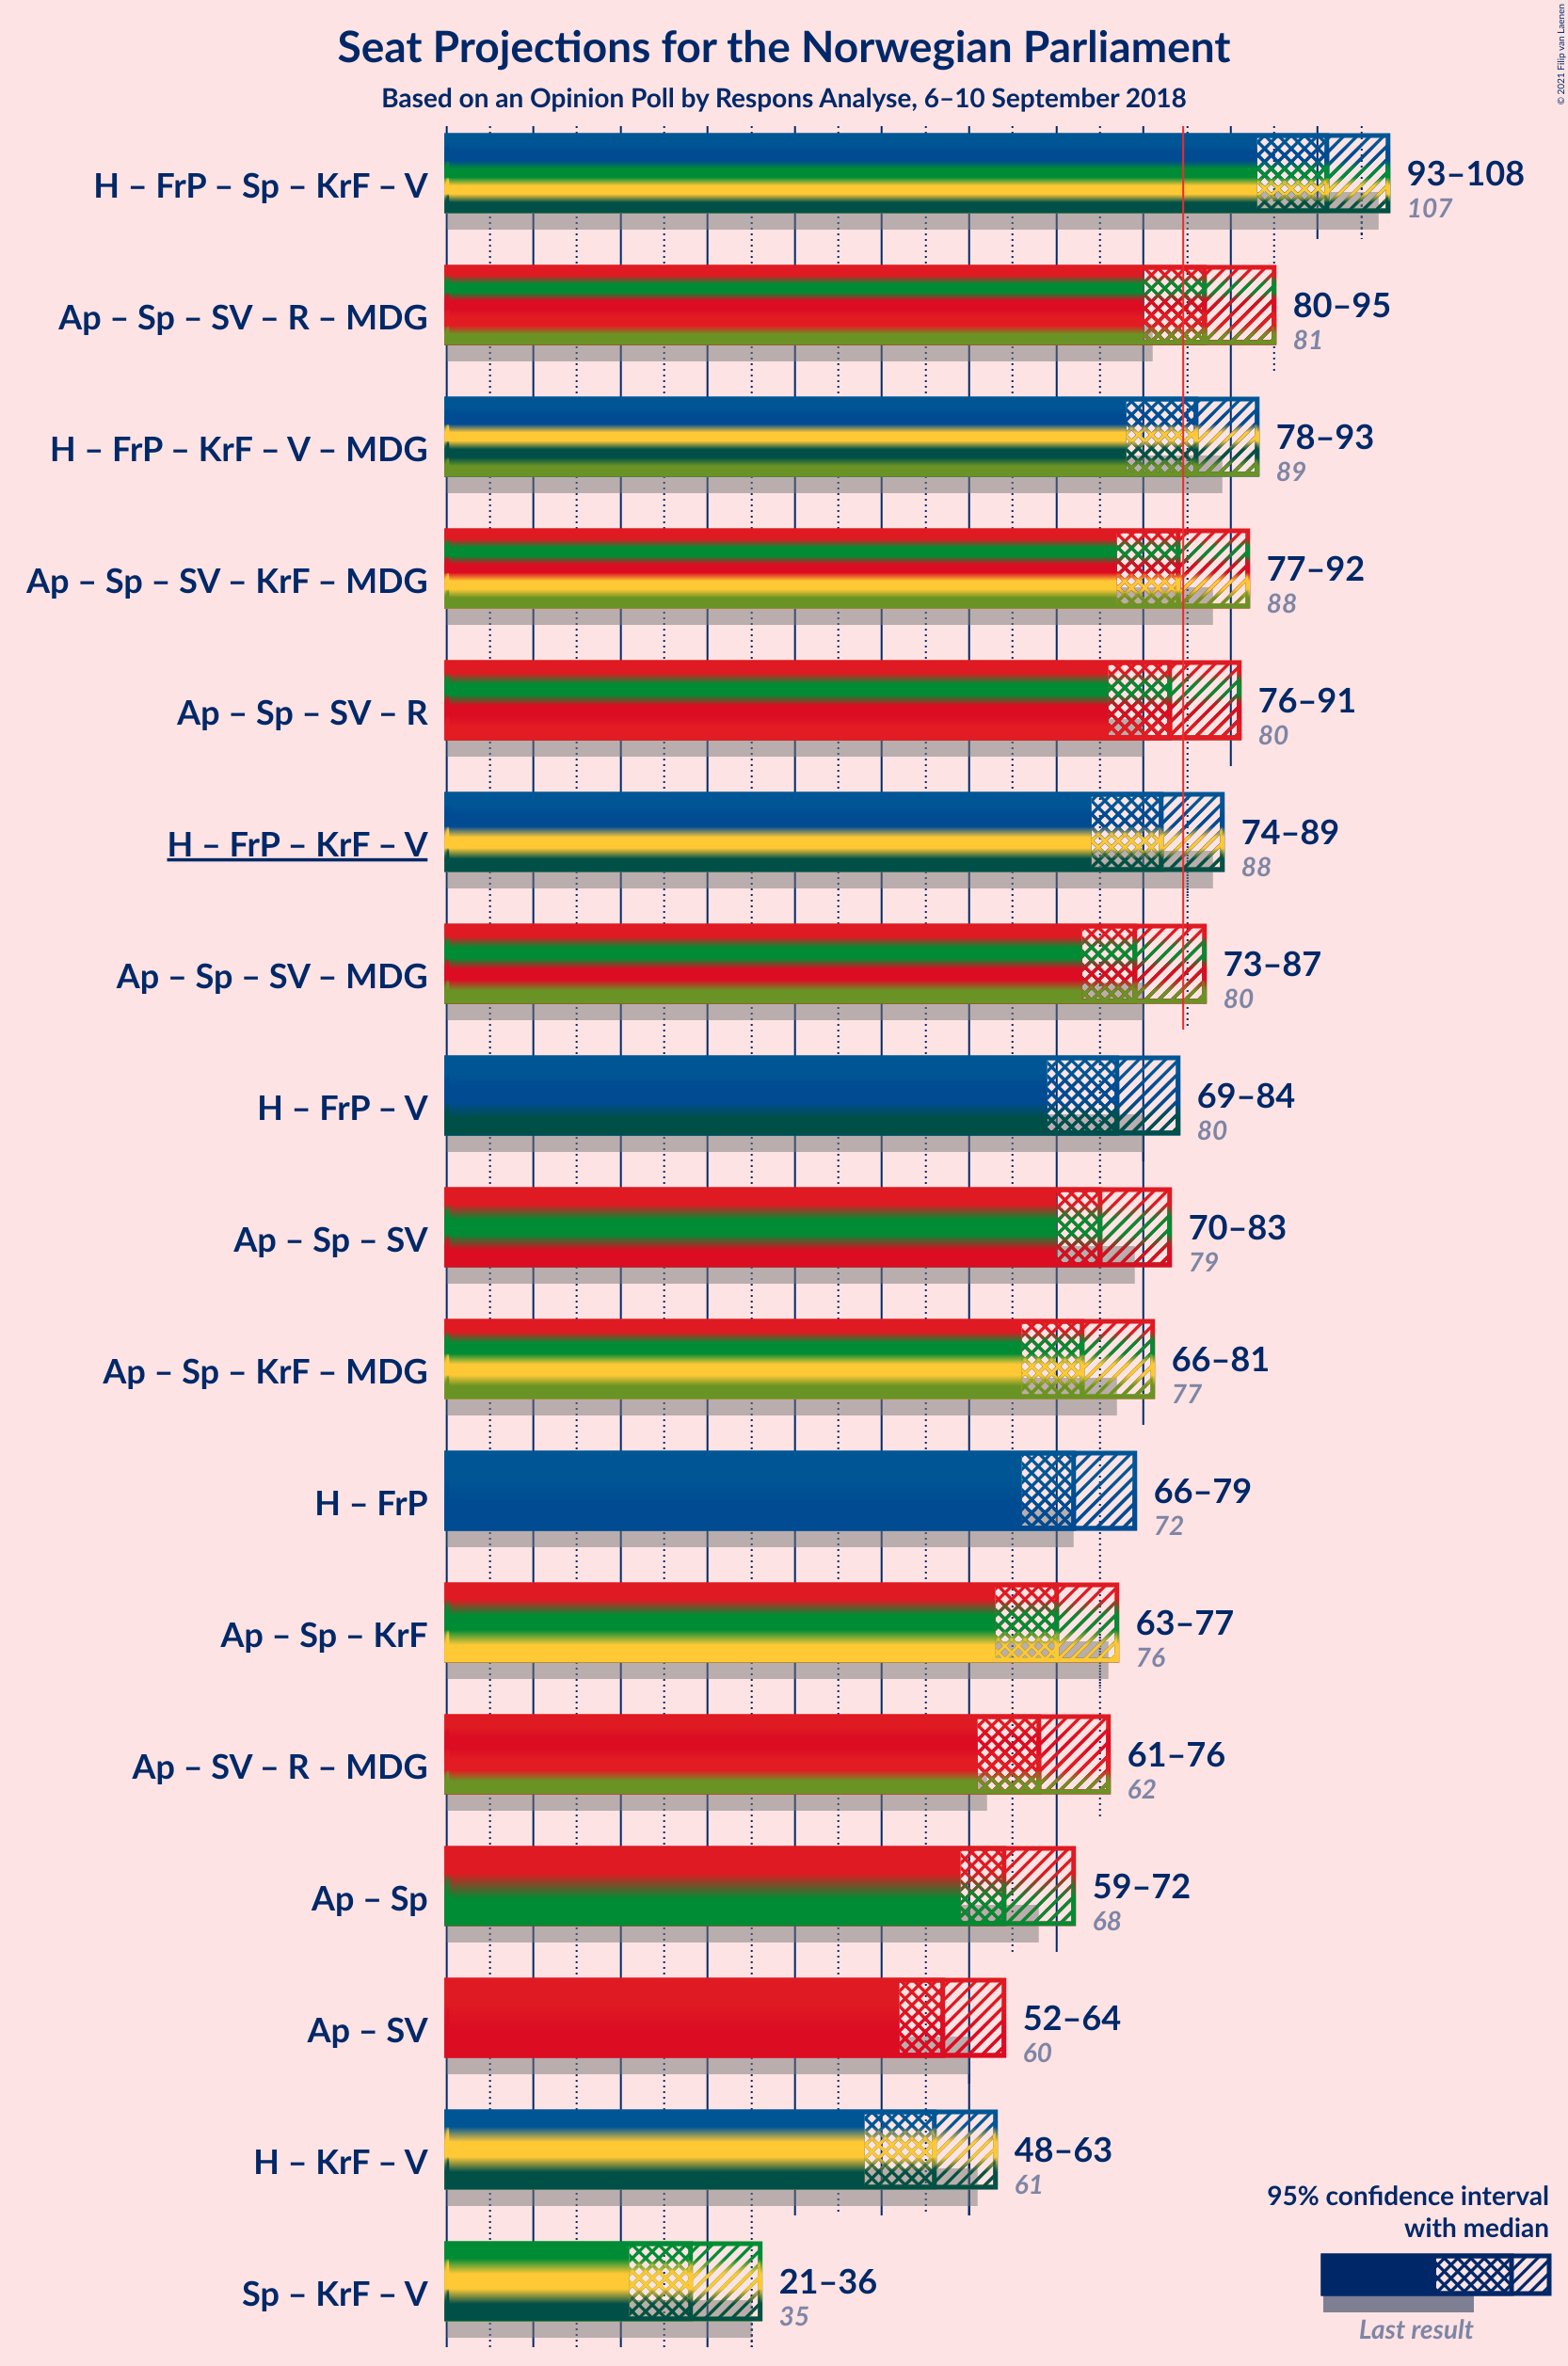 Seat Projections for the Norwegian Parliament
Based on an Opinion Poll by Respons Analyse, 6–10 September 2018
© 2021 Filip van Laenen
H – FrP – Sp – KrF – V
93–108
107
Ap – Sp – SV – R – MDG
80–95
81
H – FrP – KrF – V – MDG
78–93
89
Ap – Sp – SV – KrF – MDG
77–92
88
Ap – Sp – SV – R
76–91
80
H – FrP – KrF – V
74–89
88
Ap – Sp – SV – MDG
73–87
80
H – FrP – V
69–84
80
Ap – Sp – SV
70–83
79
Ap – Sp – KrF – MDG
66–81
77
H – FrP
66–79
72
Ap – Sp – KrF
63–77
76
Ap – SV – R – MDG
61–76
62
Ap – Sp
59–72
68
Ap – SV
52–64
60
H – KrF – V
48–63
61
Sp – KrF – V
21–36
35
95% confidence interval
with median
Last result